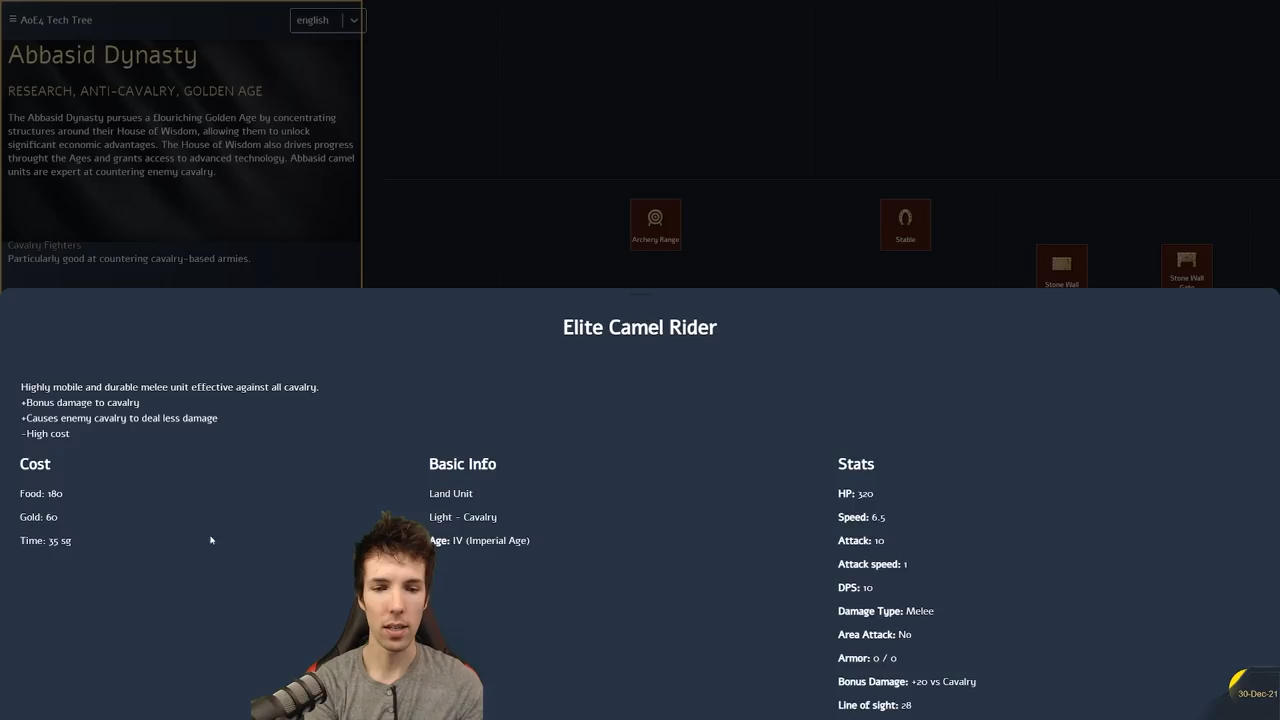 ≡ AoE4 Tech Tree
english
Abbasid Dynasty
RESEARCH, ANTI-CAVALRY, GOLDEN AGE
The Abbasid Dynasty pursues a flouriching Golden Age by concentrating
structures around their House of Wisdom, allowing them to unlock
significant economic advantages. The House of Wisdom also drives progress
throught the Ages and grants access to advanced technology. Abbasid camel
units are expert at countering enemy cavalry.
Cavalry Fighters
Particularly good at countering cavalry-based armies.
Archery Range
Stable
Stone Wall
Stone Wall
Gate
Elite Camel Rider
Highly mobile and durable melee unit effective against all cavalry.
+Bonus damage to cavalry
+Causes enemy cavalry to deal less damage
-High cost
Cost
Food: 180
Gold: 60
Time: 35 sg
Basic Info
Land Unit
Light - Cavalry
Age: IV (Imperial Age)
Stats
HP: 320
Speed: 6.5
Attack: 10
Attack speed: 1
DPS: 10
Damage Type: Melee
Area Attack: No
Armor: 0 / 0
Bonus Damage: +20 vs Cavalry
Line of sight: 28
30-Dec-21